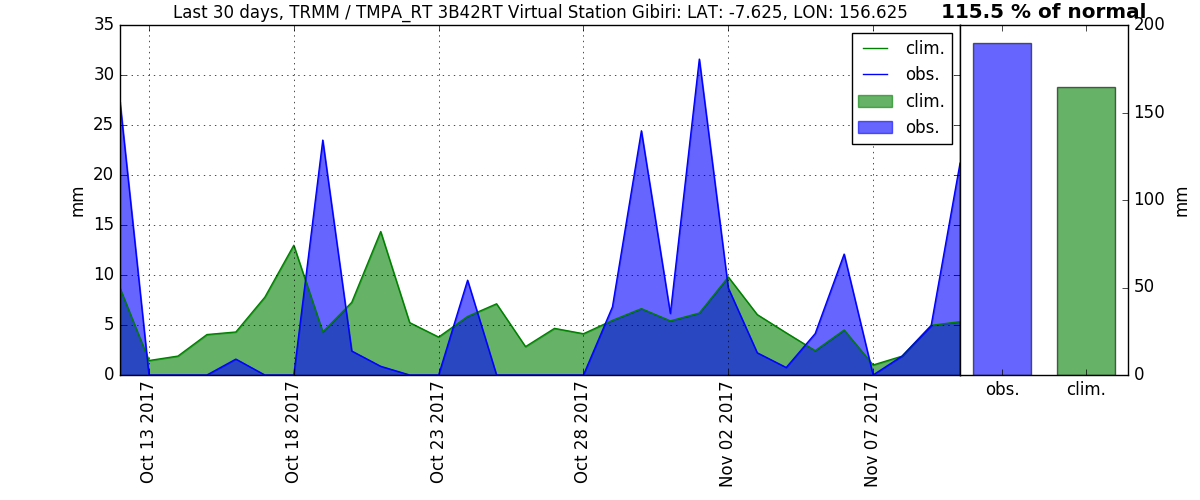 Last 30 days, TRMM / TMPA_RT 3B42RT Virtual Station Gibiri: LAT: -7.625, LON: 156.625
115.5 % of normal
35
30
25
20
15
10
5
0
mm
clim.
obs.
clim.
obs.
Oct 13 2017
Oct 18 2017
Oct 23 2017
Oct 28 2017
Nov 02 2017
Nov 07 2017
200
150
100
50
0
mm
obs.
clim.